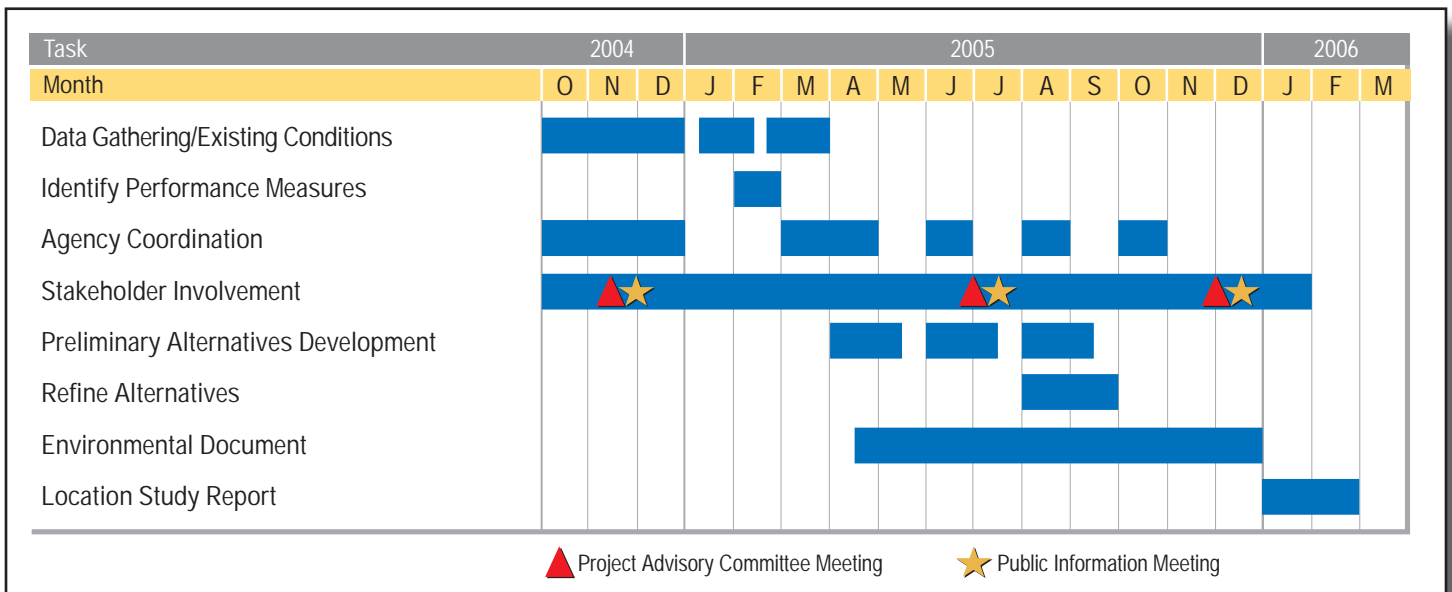 Task 2004 2005 2006
Month O N D J F M A M J J A S O N D J F M
Data Gathering/Existing Conditions
Identify Performance Measures
Agency Coordination
Stakeholder Involvement
Preliminary Alternatives Development
Refine Alternatives
Environmental Document
Location Study Report
Project Advisory Committee Meeting Public Information Meeting